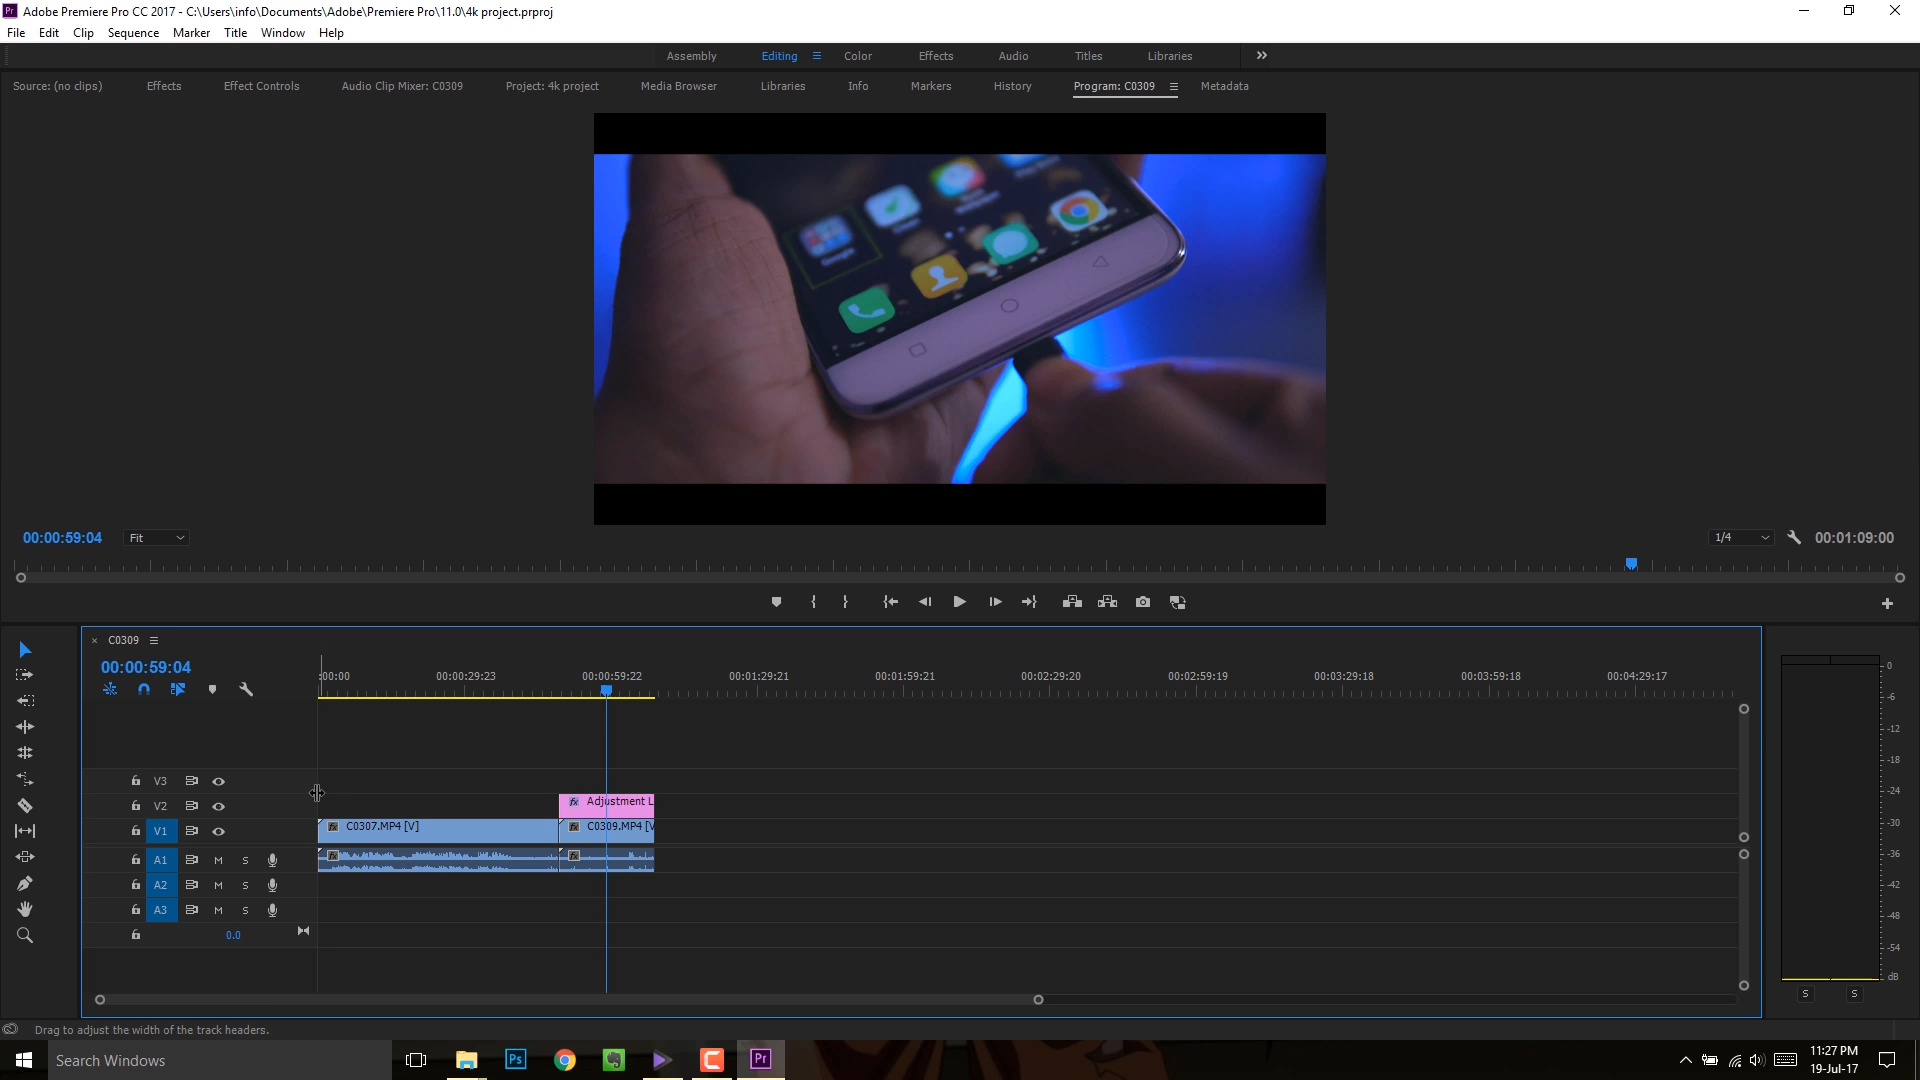 Adobe Premiere Pro CC 2017 - C:\Users\info\Documents\Adobe\Premiere Pro\11.0\4k project.prproj
File Edit Clip Sequence Marker Title Window Help
Assembly Editing Color Effects Audio Titles Libraries
Source: (no clips) Effects Effect Controls Audio Clip Mixer: C0309 Project: 4k project Media Browser Libraries Info Markers History Program: C0309 Metadata
Google
00:00:59:04 Fit 1/4 00:01:09:00
C0309
00:00:59:04
:00:00 00:00:29:23 00:00:59:22 00:01:29:21 00:01:59:21 00:02:29:20 00:02:59:19 00:03:29:18 00:03:59:18 00:04:29:17
V3
V2 Adjustment L
V1 C0307.MP4 [V] C0309.MP4 [V
A1 M S
A2 M S
A3 M S
0.0
0
-6
-12
-18
-24
-30
-36
-42
-48
-54
dB
S S
Drag to adjust the width of the track headers.
Search Windows
Ps
Pr
11:27 PM
19-Jul-17